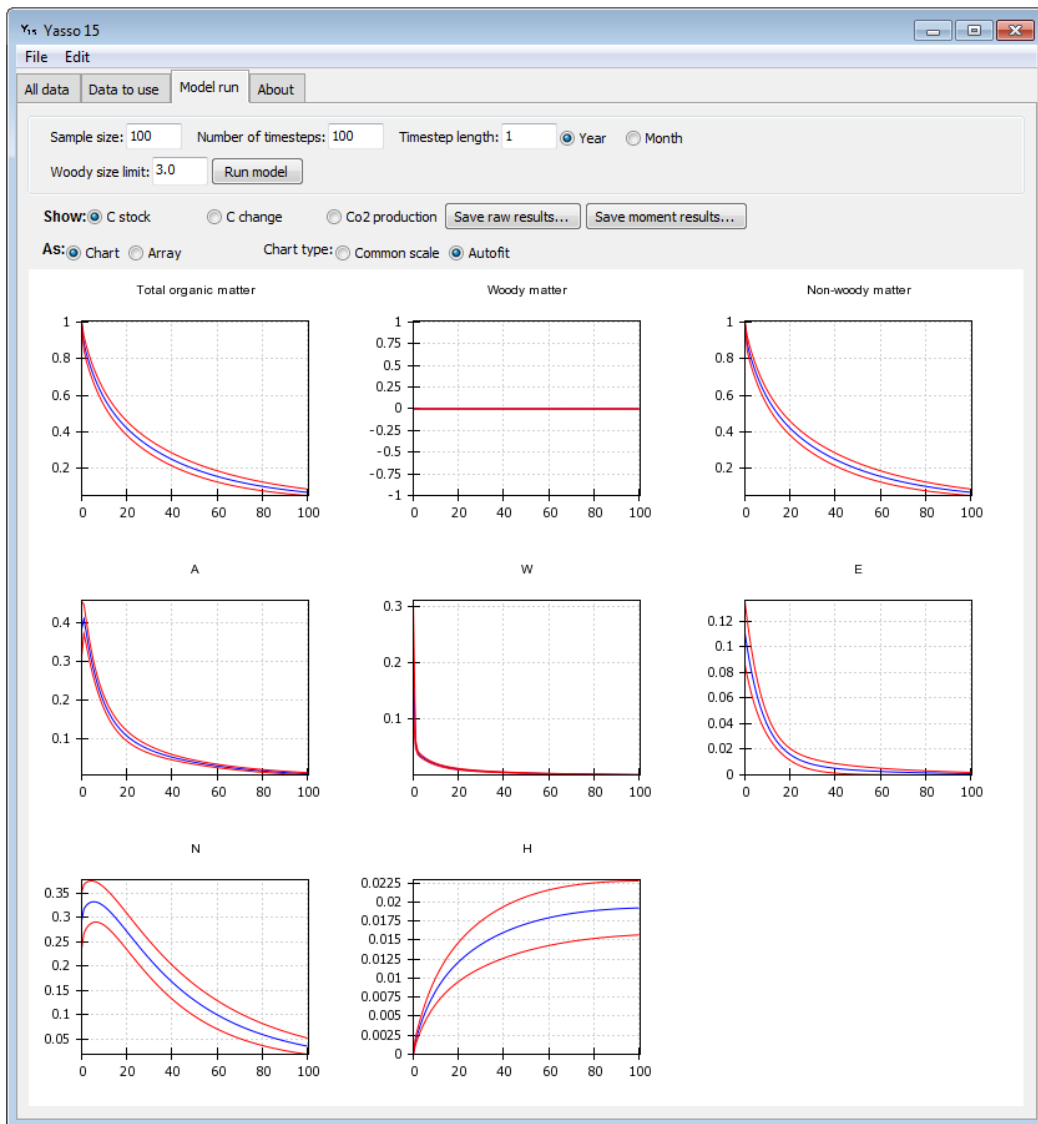 Y₁₅ Yasso 15
File Edit
All data Data to use Model run About
Sample size: 100 Number of timesteps: 100 Timestep length: 1 Year Month
Woody size limit: 3.0 Run model
Show: C stock C change Co2 production Save raw results... Save moment results...
As: Chart Array Chart type: Common scale Autofit
Total organic matter
1
0.8
0.6
0.4
0.2
0 20 40 60 80 100
Woody matter
1
0.75
0.5
0.25
0
-0.25
-0.5
-0.75
-1
0 20 40 60 80 100
Non-woody matter
1
0.8
0.6
0.4
0.2
0 20 40 60 80 100
A
0.4
0.3
0.2
0.1
0 20 40 60 80 100
W
0.3
0.2
0.1
0 20 40 60 80 100
E
0.12
0.1
0.08
0.06
0.04
0.02
0
0 20 40 60 80 100
N
0.35
0.3
0.25
0.2
0.15
0.1
0.05
0 20 40 60 80 100
H
0.0225
0.02
0.0175
0.015
0.0125
0.01
0.0075
0.005
0.0025
0
0 20 40 60 80 100